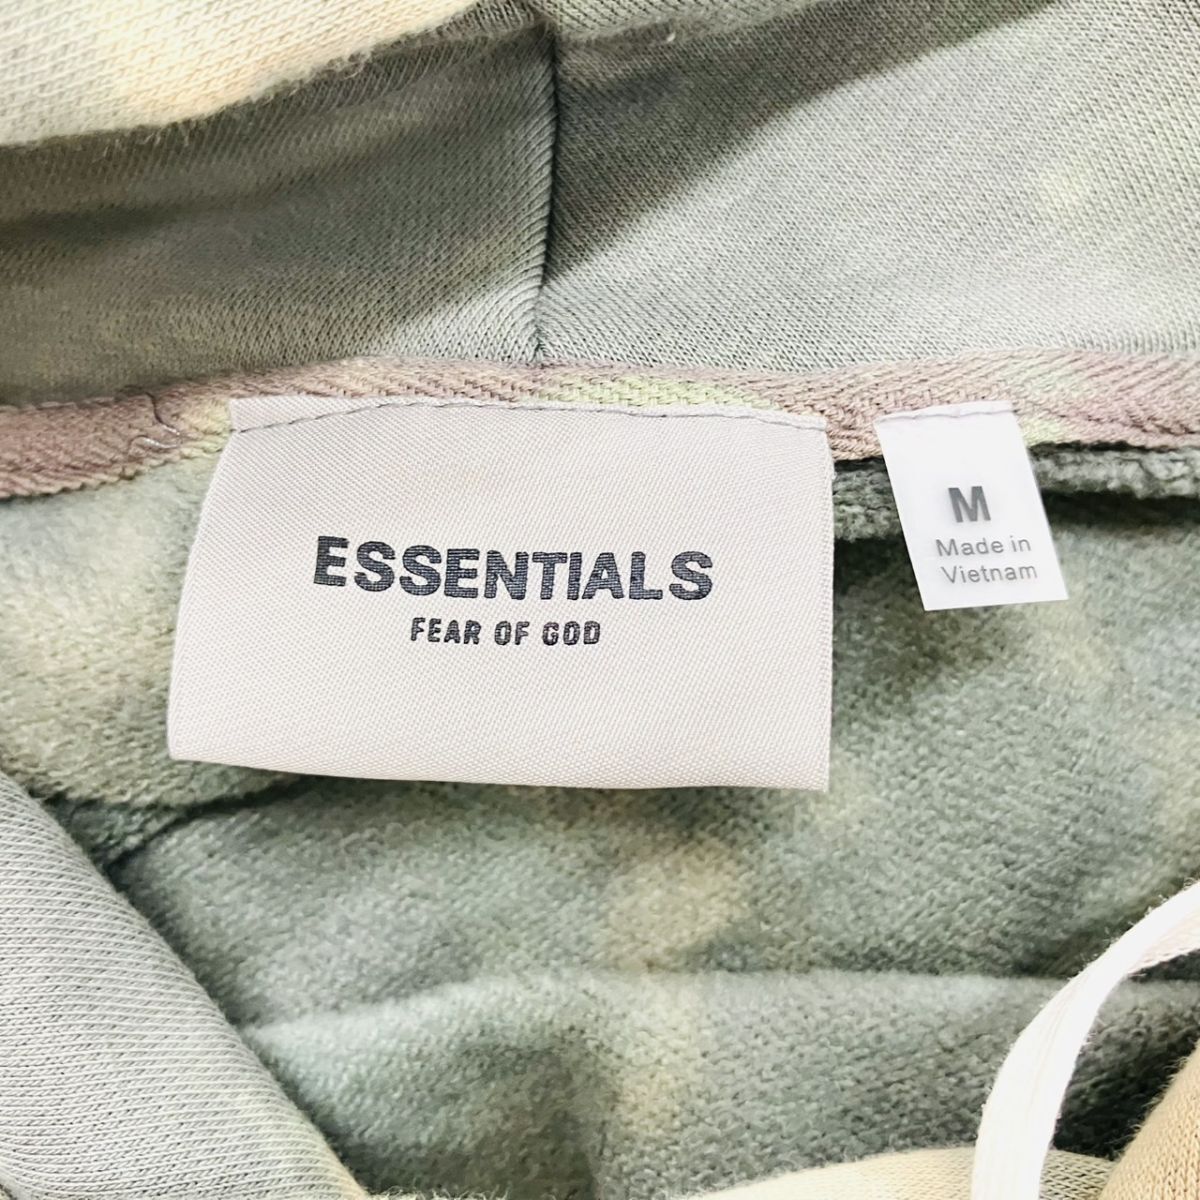 ESSENTIALS
FEAR OF GOD
M
Made in
Vietnam